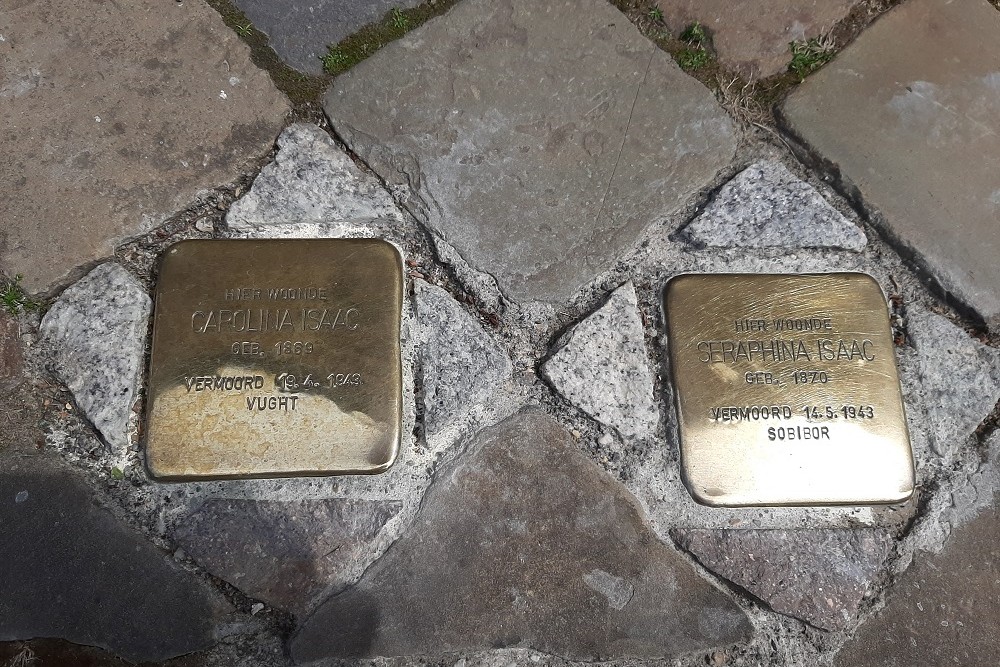 HIER WOONDE
CAROLINA ISAAC
GEB. 1869
VERMOORD 19.4.1943
VUGHT
HIER WOONDE
SERAPHINA ISAAC
GEB. 1870
VERMOORD 14.5.1943
SOBIBOR